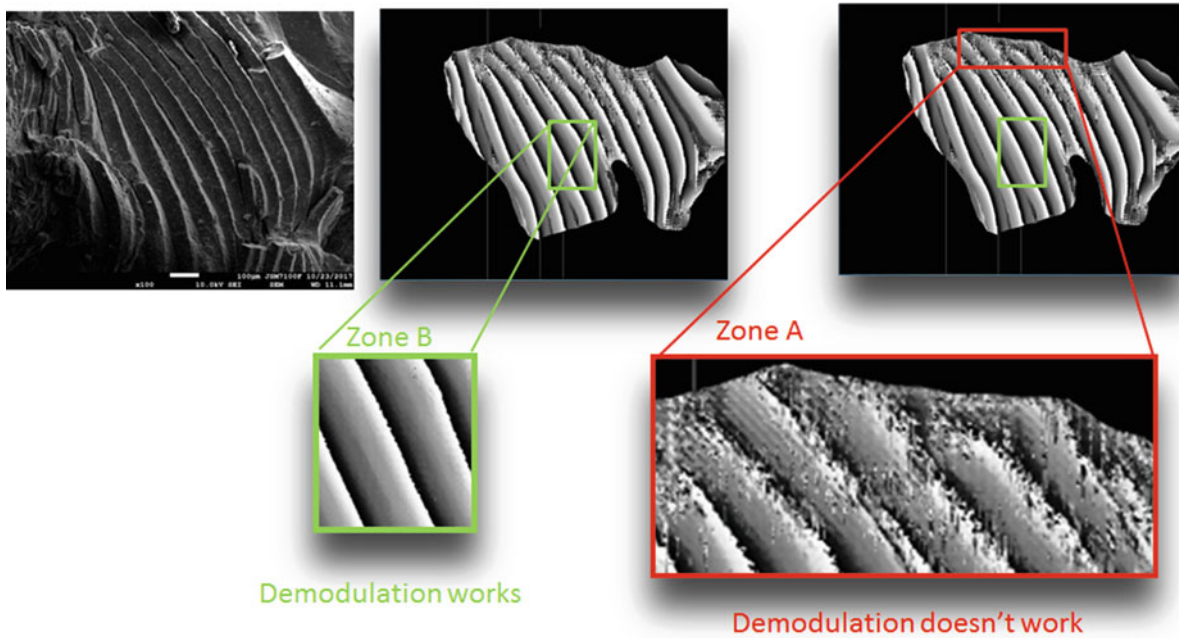 100μm JSM7100F 10/23/2017
x100 10.0kV SEI SEM WD 11.1mm
Zone B
Zone A
Demodulation works
Demodulation doesn't work